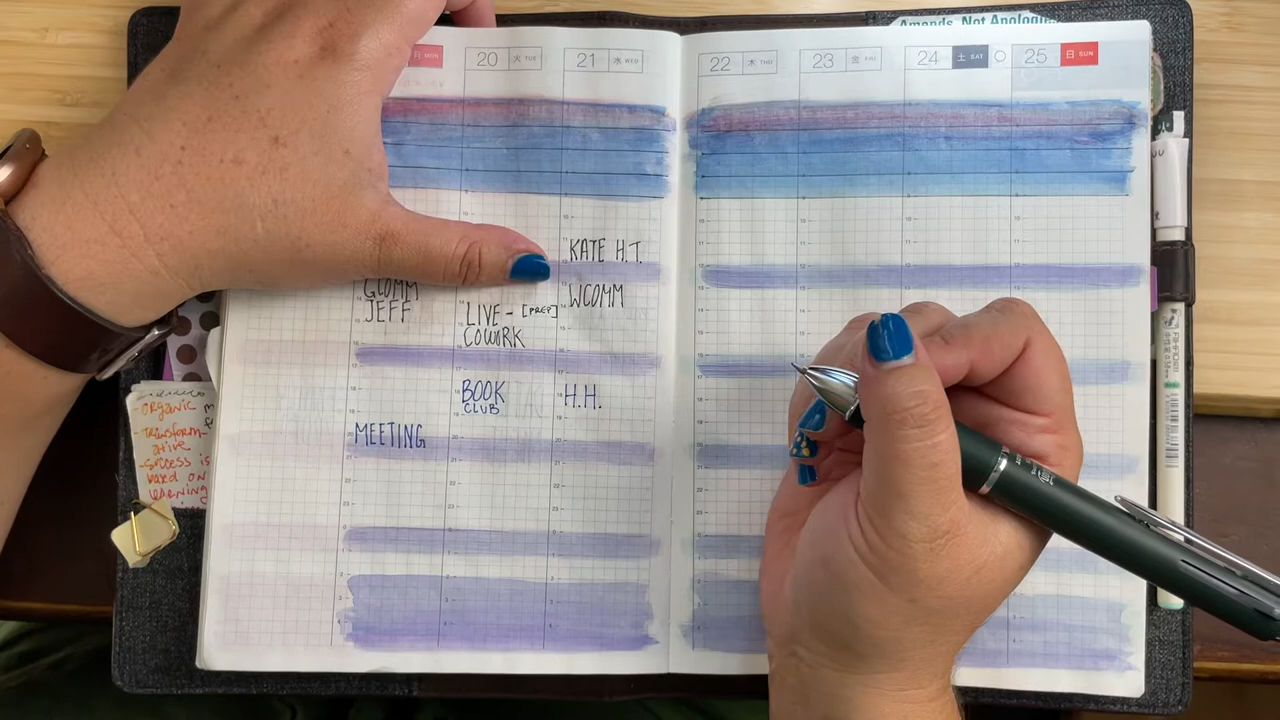 Amends, Not Apologies
月 MON
20 火 TUE
21 水 WED
22 木 THU
23 金 FRI
24 土 SAT
25 日 SUN
KATE H.T.
GCOMM
JEFF
WCOMM
LIVE - [PREP]
COWORK
BOOK
CLUB
H.H.
MEETING
- ORGANIC
- TRANSFORM-
ATIVE
- SUCCESS is
based on
learning